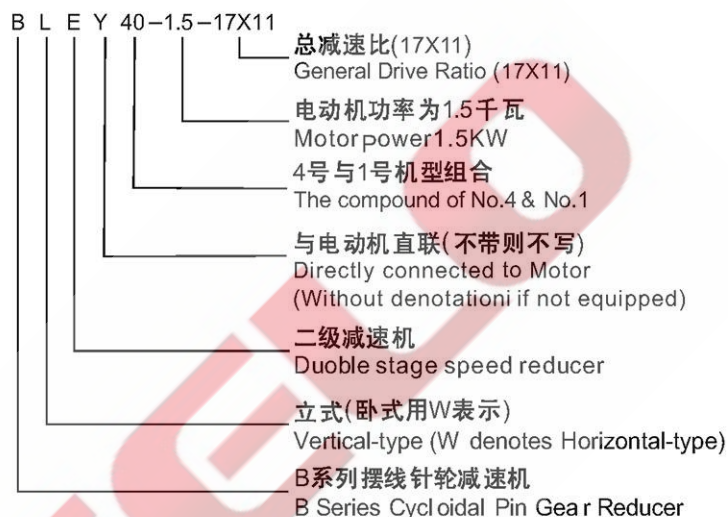 B L E Y 40-1.5-17X11
总减速比(17X11)
General Drive Ratio (17X11)
电动机功率为1.5千瓦
Motor power1.5KW
4号与1号机型组合
The compound of No.4 & No.1
与电动机直联(不带则不写)
Directly connected to Motor
(Without denotationi if not equipped)
二级减速机
Duoble stage speed reducer
立式(卧式用W表示)
Vertical-type (W denotes Horizontal-type)
B系列摆线针轮减速机
B Series Cycloidal Pin Gear Reducer